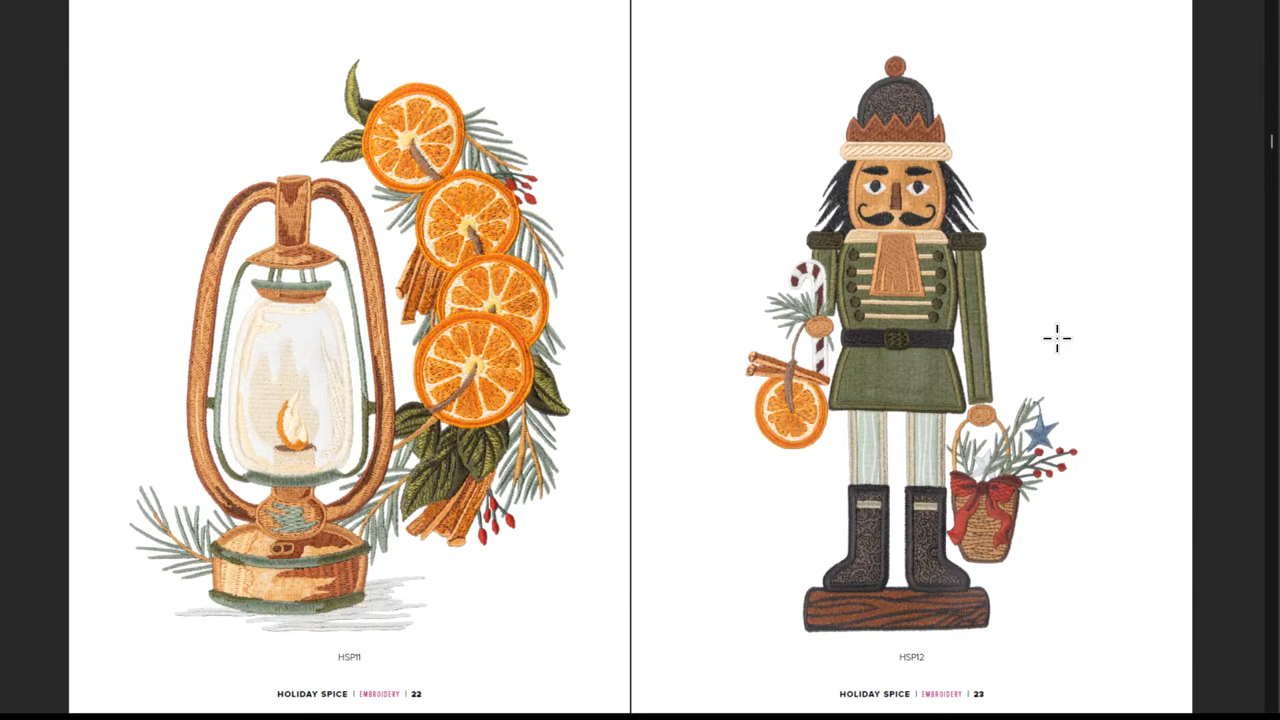 HSP11
HOLIDAY SPICE | EMBROIDERY | 22
HSP12
HOLIDAY SPICE | EMBROIDERY | 23